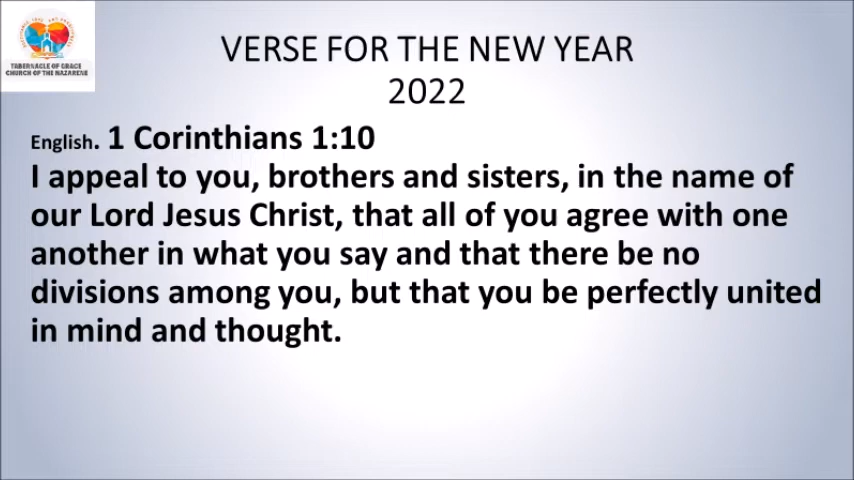 TABERNACLE OF GRACE
CHURCH OF THE NAZARENE
VERSE FOR THE NEW YEAR
2022
English. 1 Corinthians 1:10
I appeal to you, brothers and sisters, in the name of
our Lord Jesus Christ, that all of you agree with one
another in what you say and that there be no
divisions among you, but that you be perfectly united
in mind and thought.